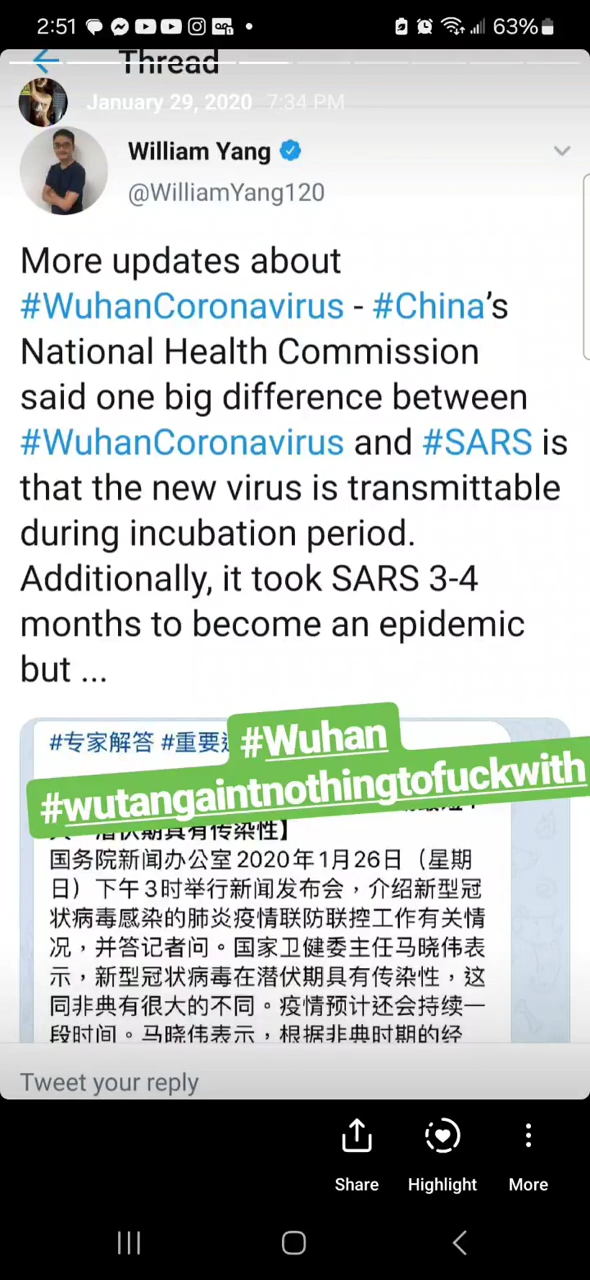 2:51
63%
Thread
January 29, 2020 7:34 PM
William Yang
@WilliamYang120
More updates about
#WuhanCoronavirus - #China's
National Health Commission
said one big difference between
#WuhanCoronavirus and #SARS is
that the new virus is transmittable
during incubation period.
Additionally, it took SARS 3-4
months to become an epidemic
but ...
#专家解答 #重要
#Wuhan
#wutangaintnothingtofuckwith
潜伏期具有传染性】
国务院新闻办公室2020年1月26日（星期
日）下午3时举行新闻发布会，介绍新型冠
状病毒感染的肺炎疫情联防联控工作有关情
况，并答记者问。国家卫健委主任马晓伟表
示，新型冠状病毒在潜伏期具有传染性，这
同非典有很大的不同。疫情预计还会持续一
段时间。马晓伟表示，根据非典时期的经
Tweet your reply
Share
Highlight
More